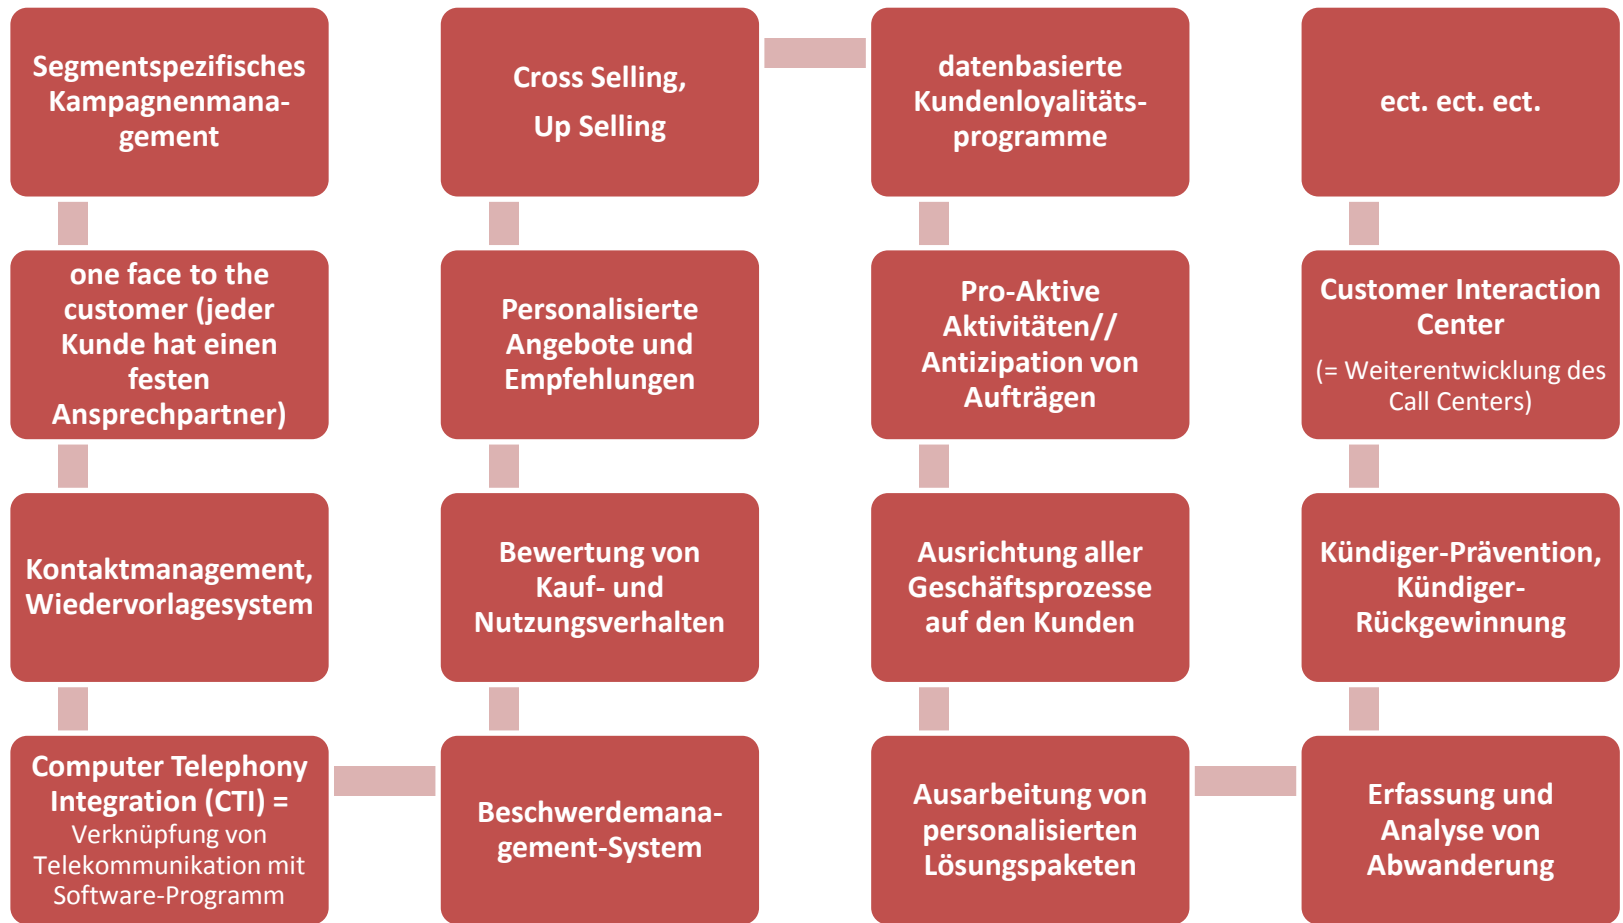 Segmentspezifisches
Kampagnenmana-
gement
one face to the
customer (jeder
Kunde hat einen
festen
Ansprechpartner)
Kontaktmanagement,
Wiedervorlagesystem
Computer Telephony
Integration (CTI) =
Verknüpfung von
Telekommunikation mit
Software-Programm
Beschwerdemana-
gement-System
Bewertung von
Kauf- und
Nutzungsverhalten
Personalisierte
Angebote und
Empfehlungen
Cross Selling,
Up Selling
datenbasierte
Kundenloyalitäts-
programme
Pro-Aktive
Aktivitäten//
Antizipation von
Aufträgen
Ausrichtung aller
Geschäftsprozesse
auf den Kunden
Ausarbeitung von
personalisierten
Lösungspaketen
Erfassung und
Analyse von
Abwanderung
Kündiger-Prävention,
Kündiger-
Rückgewinnung
Customer Interaction
Center
(= Weiterentwicklung des
Call Centers)
ect. ect. ect.